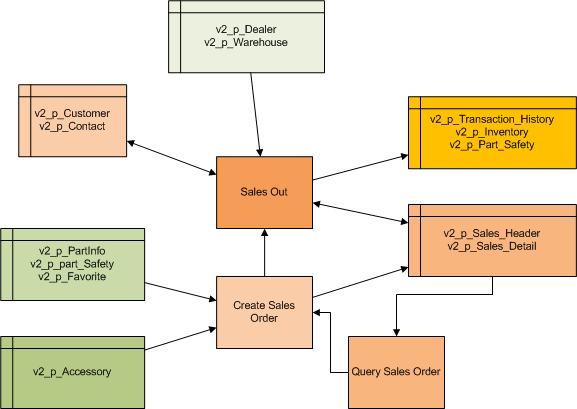 v2_p_Dealer
v2_p_Warehouse
v2_p_Customer
v2_p_Contact
v2_p_Transaction_History
v2_p_Inventory
v2_p_Part_Safety
Sales Out
v2_p_PartInfo
v2_p_part_Safety
v2_p_Favorite
v2_p_Sales_Header
v2_p_Sales_Detail
Create Sales
Order
v2_p_Accessory
Query Sales Order